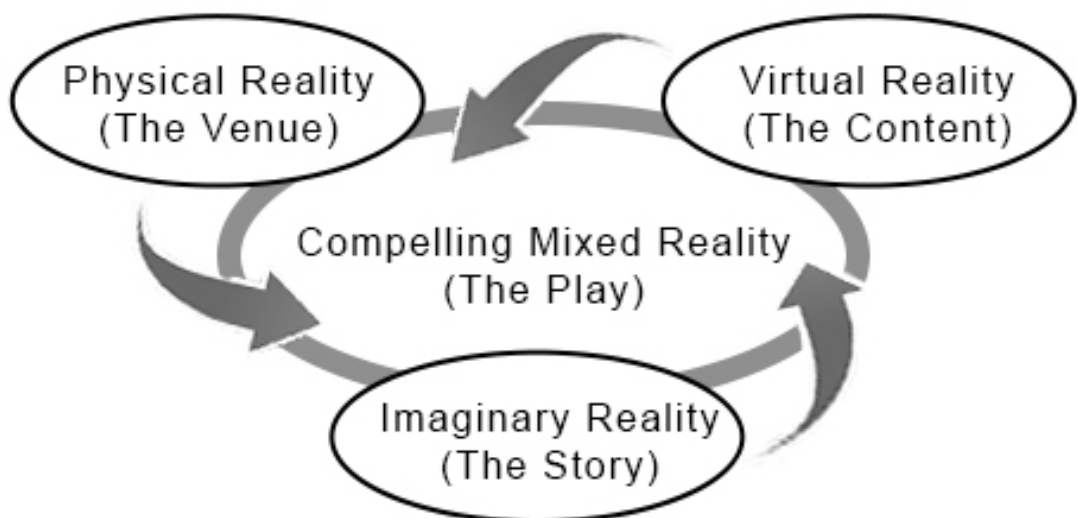 Physical Reality
(The Venue)
Virtual Reality
(The Content)
Compelling Mixed Reality
(The Play)
Imaginary Reality
(The Story)